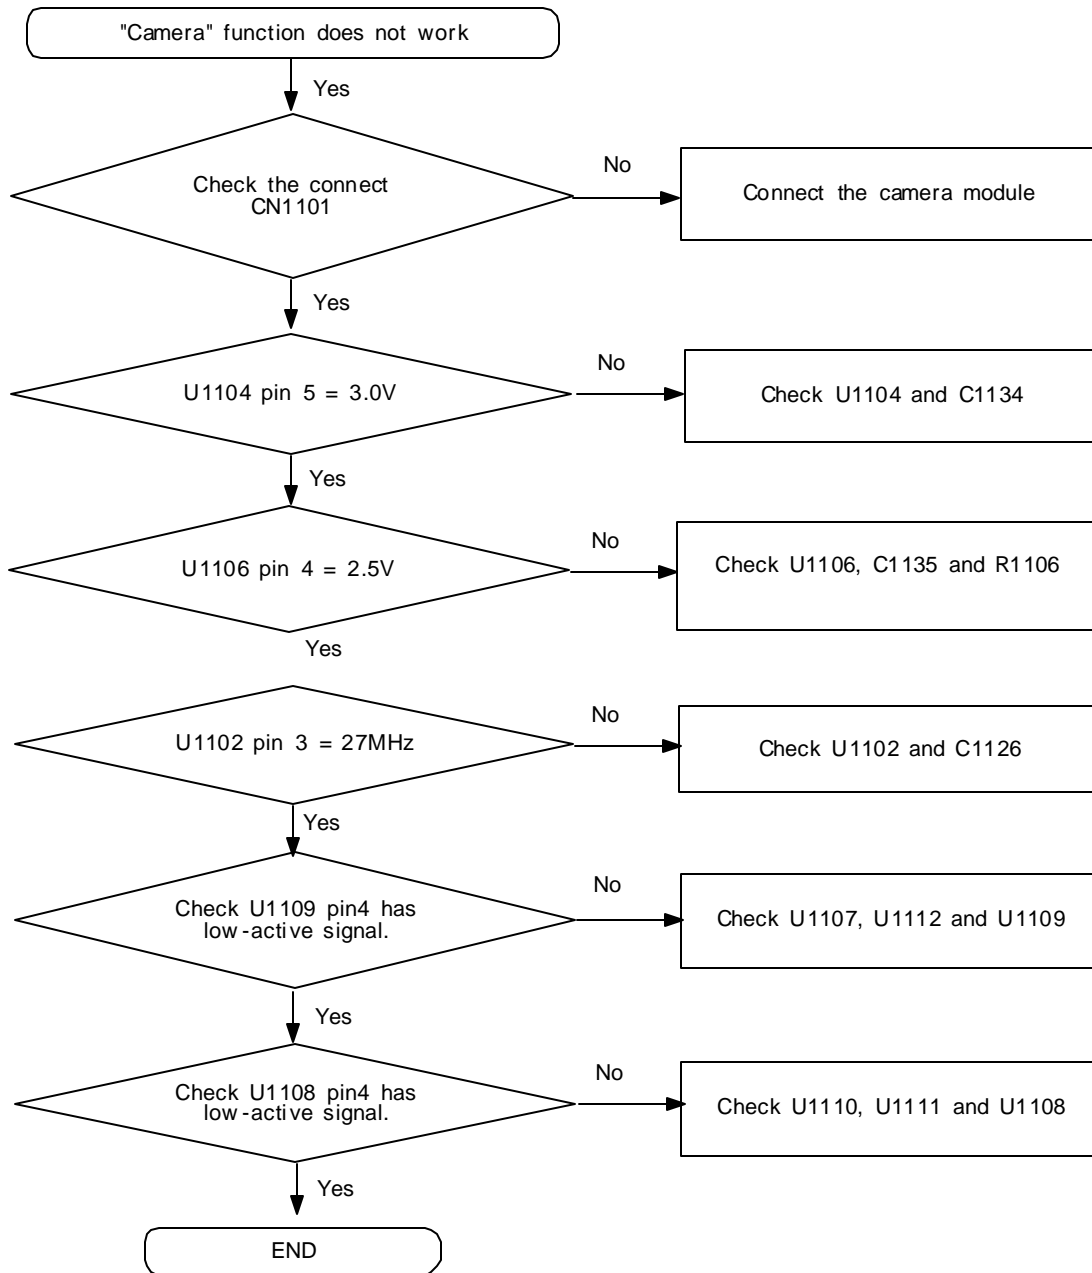 "Camera" function does not work
Yes
Check the connect
CN1101
No
Connect the camera module
Yes
U1104 pin 5 = 3.0V
No
Check U1104 and C1134
Yes
U1106 pin 4 = 2.5V
No
Check U1106, C1135 and R1106
Yes
U1102 pin 3 = 27MHz
No
Check U1102 and C1126
Yes
Check U1109 pin4 has
low-active signal.
No
Check U1107, U1112 and U1109
Yes
Check U1108 pin4 has
low-active signal.
No
Check U1110, U1111 and U1108
Yes
END